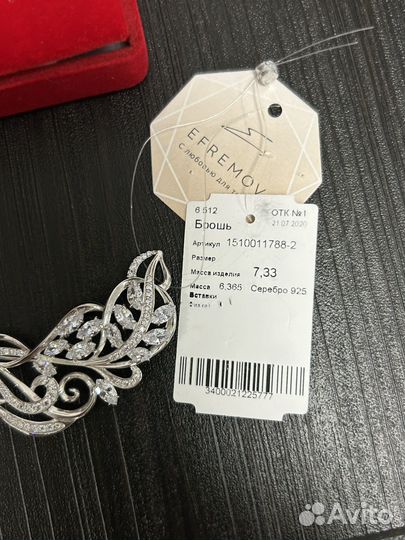 EFREMOV
С любовью для т
6 512
ОТК №1
21.07.2020
Брошь
Артикул 1510011788-2
Размер
Масса изделия 7,33
Масса 6,365 Серебро 925
Вставки
3400021225777
Avito